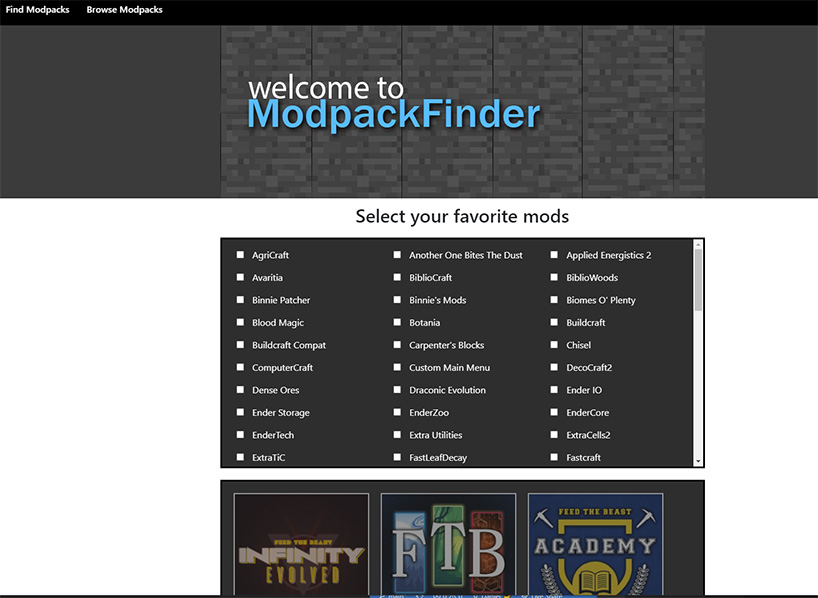 Find Modpacks Browse Modpacks
welcome to
ModpackFinder
Select your favorite mods
AgriCraft Another One Bites The Dust Applied Energistics 2
Avaritia BiblioCraft BiblioWoods
Binnie Patcher Binnie's Mods Biomes O' Plenty
Blood Magic Botania Buildcraft
Buildcraft Compat Carpenter's Blocks Chisel
ComputerCraft Custom Main Menu DecoCraft2
Dense Ores Draconic Evolution Ender IO
Ender Storage EnderZoo EnderCore
EnderTech Extra Utilities ExtraCells2
ExtraTiC FastLeafDecay Fastcraft
FEED THE BEAST
INFINITY
EVOLVED
FTB
FEED THE BEAST
ACADEMY